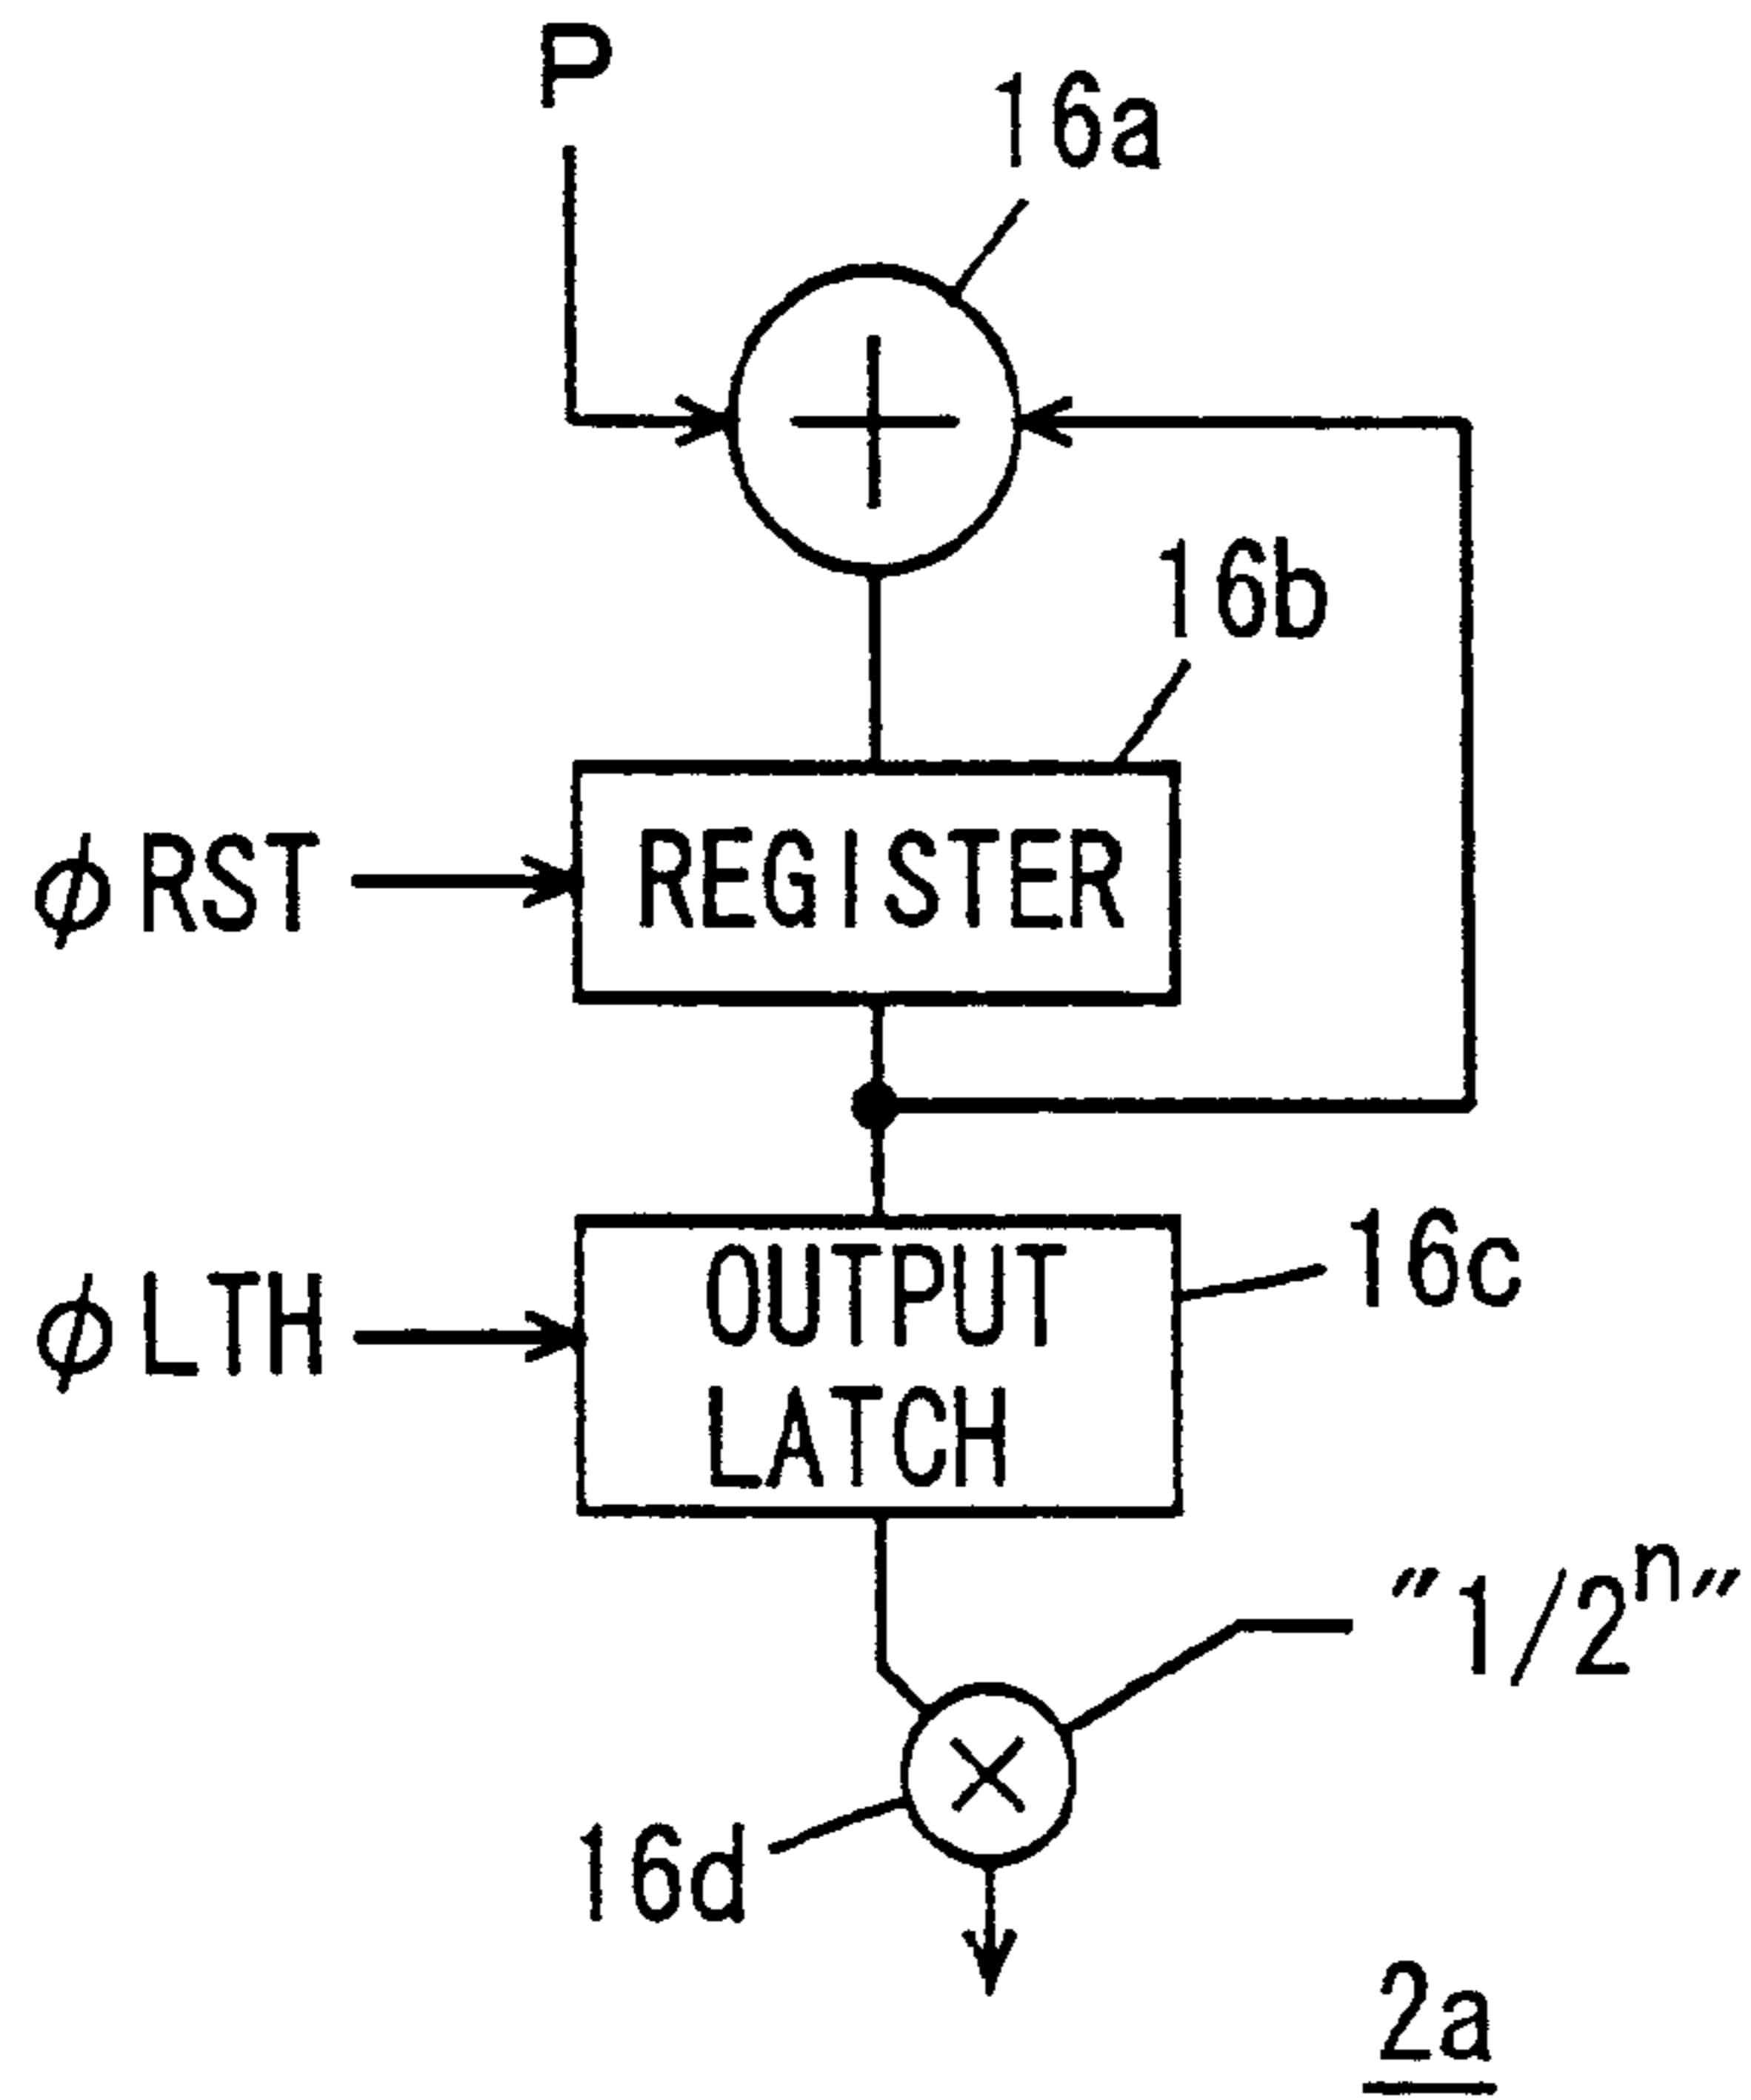 P
16a
16b
φRST
REGISTER
φLTH
OUTPUT
LATCH
16c
"1/2ⁿ"
16d
2a